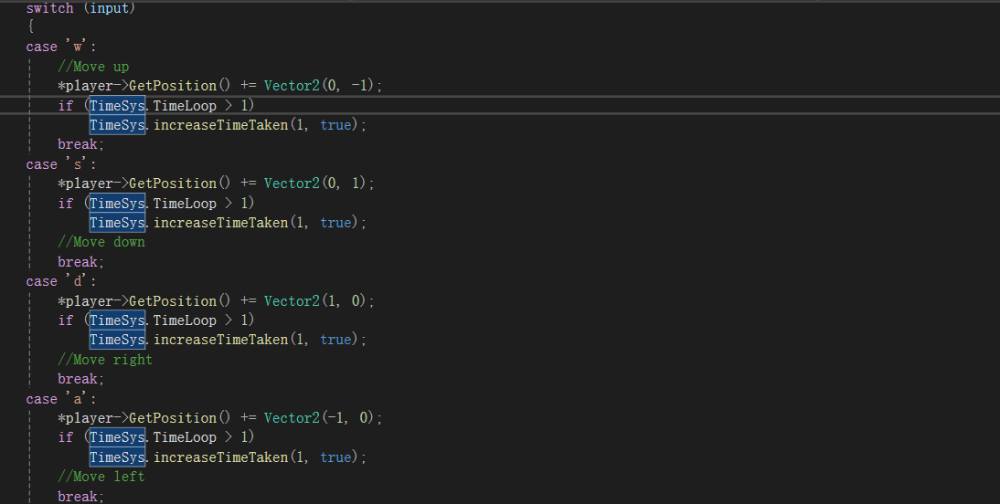 switch (input)
{
case 'w':
//Move up
*player->GetPosition() += Vector2(0, -1);
if (TimeSys.TimeLoop > 1)
TimeSys.increaseTimeTaken(1, true);
break;
case 's':
*player->GetPosition() += Vector2(0, 1);
if (TimeSys.TimeLoop > 1)
TimeSys.increaseTimeTaken(1, true);
//Move down
break;
case 'd':
*player->GetPosition() += Vector2(1, 0);
if (TimeSys.TimeLoop > 1)
TimeSys.increaseTimeTaken(1, true);
//Move right
break;
case 'a':
*player->GetPosition() += Vector2(-1, 0);
if (TimeSys.TimeLoop > 1)
TimeSys.increaseTimeTaken(1, true);
//Move left
break;